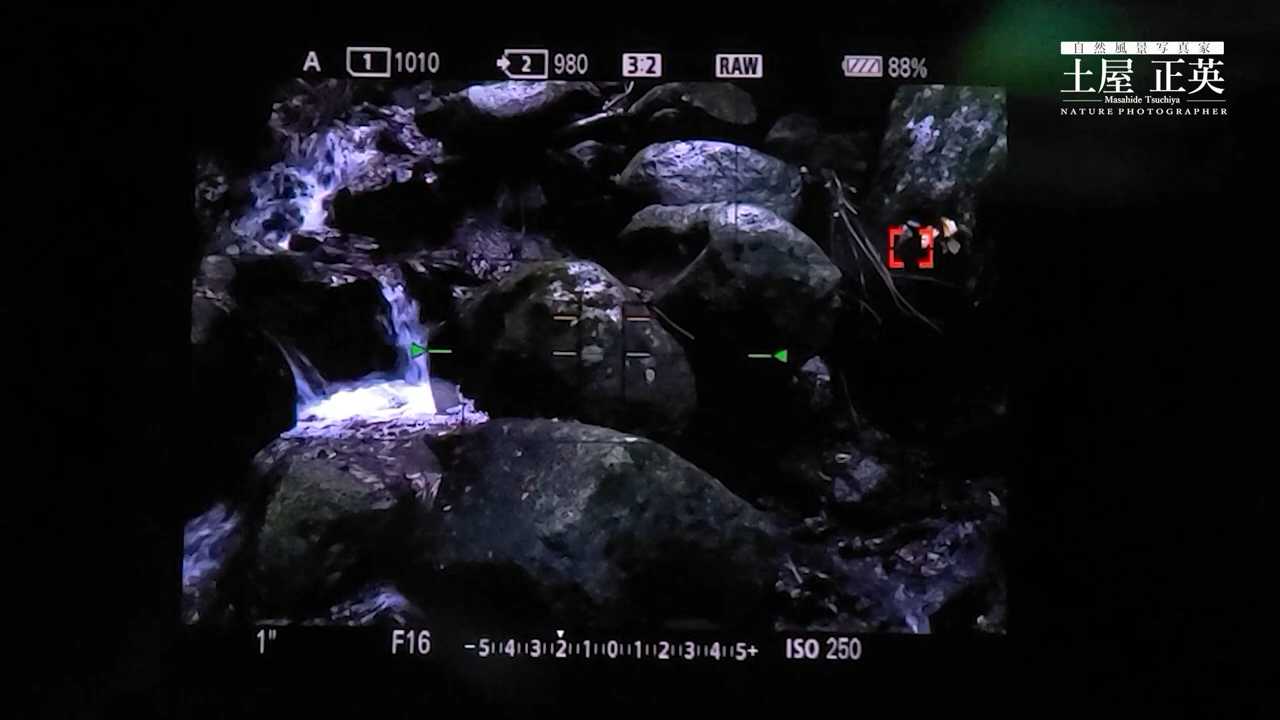 A 1 1010 2 980 3:2 RAW 88%
自然風景写真家
土屋 正英
Masahide Tsuchiya
NATURE PHOTOGRAPHER
1" F16 -5 4 3 2 1 0 1 2 3 4 5+ ISO 250